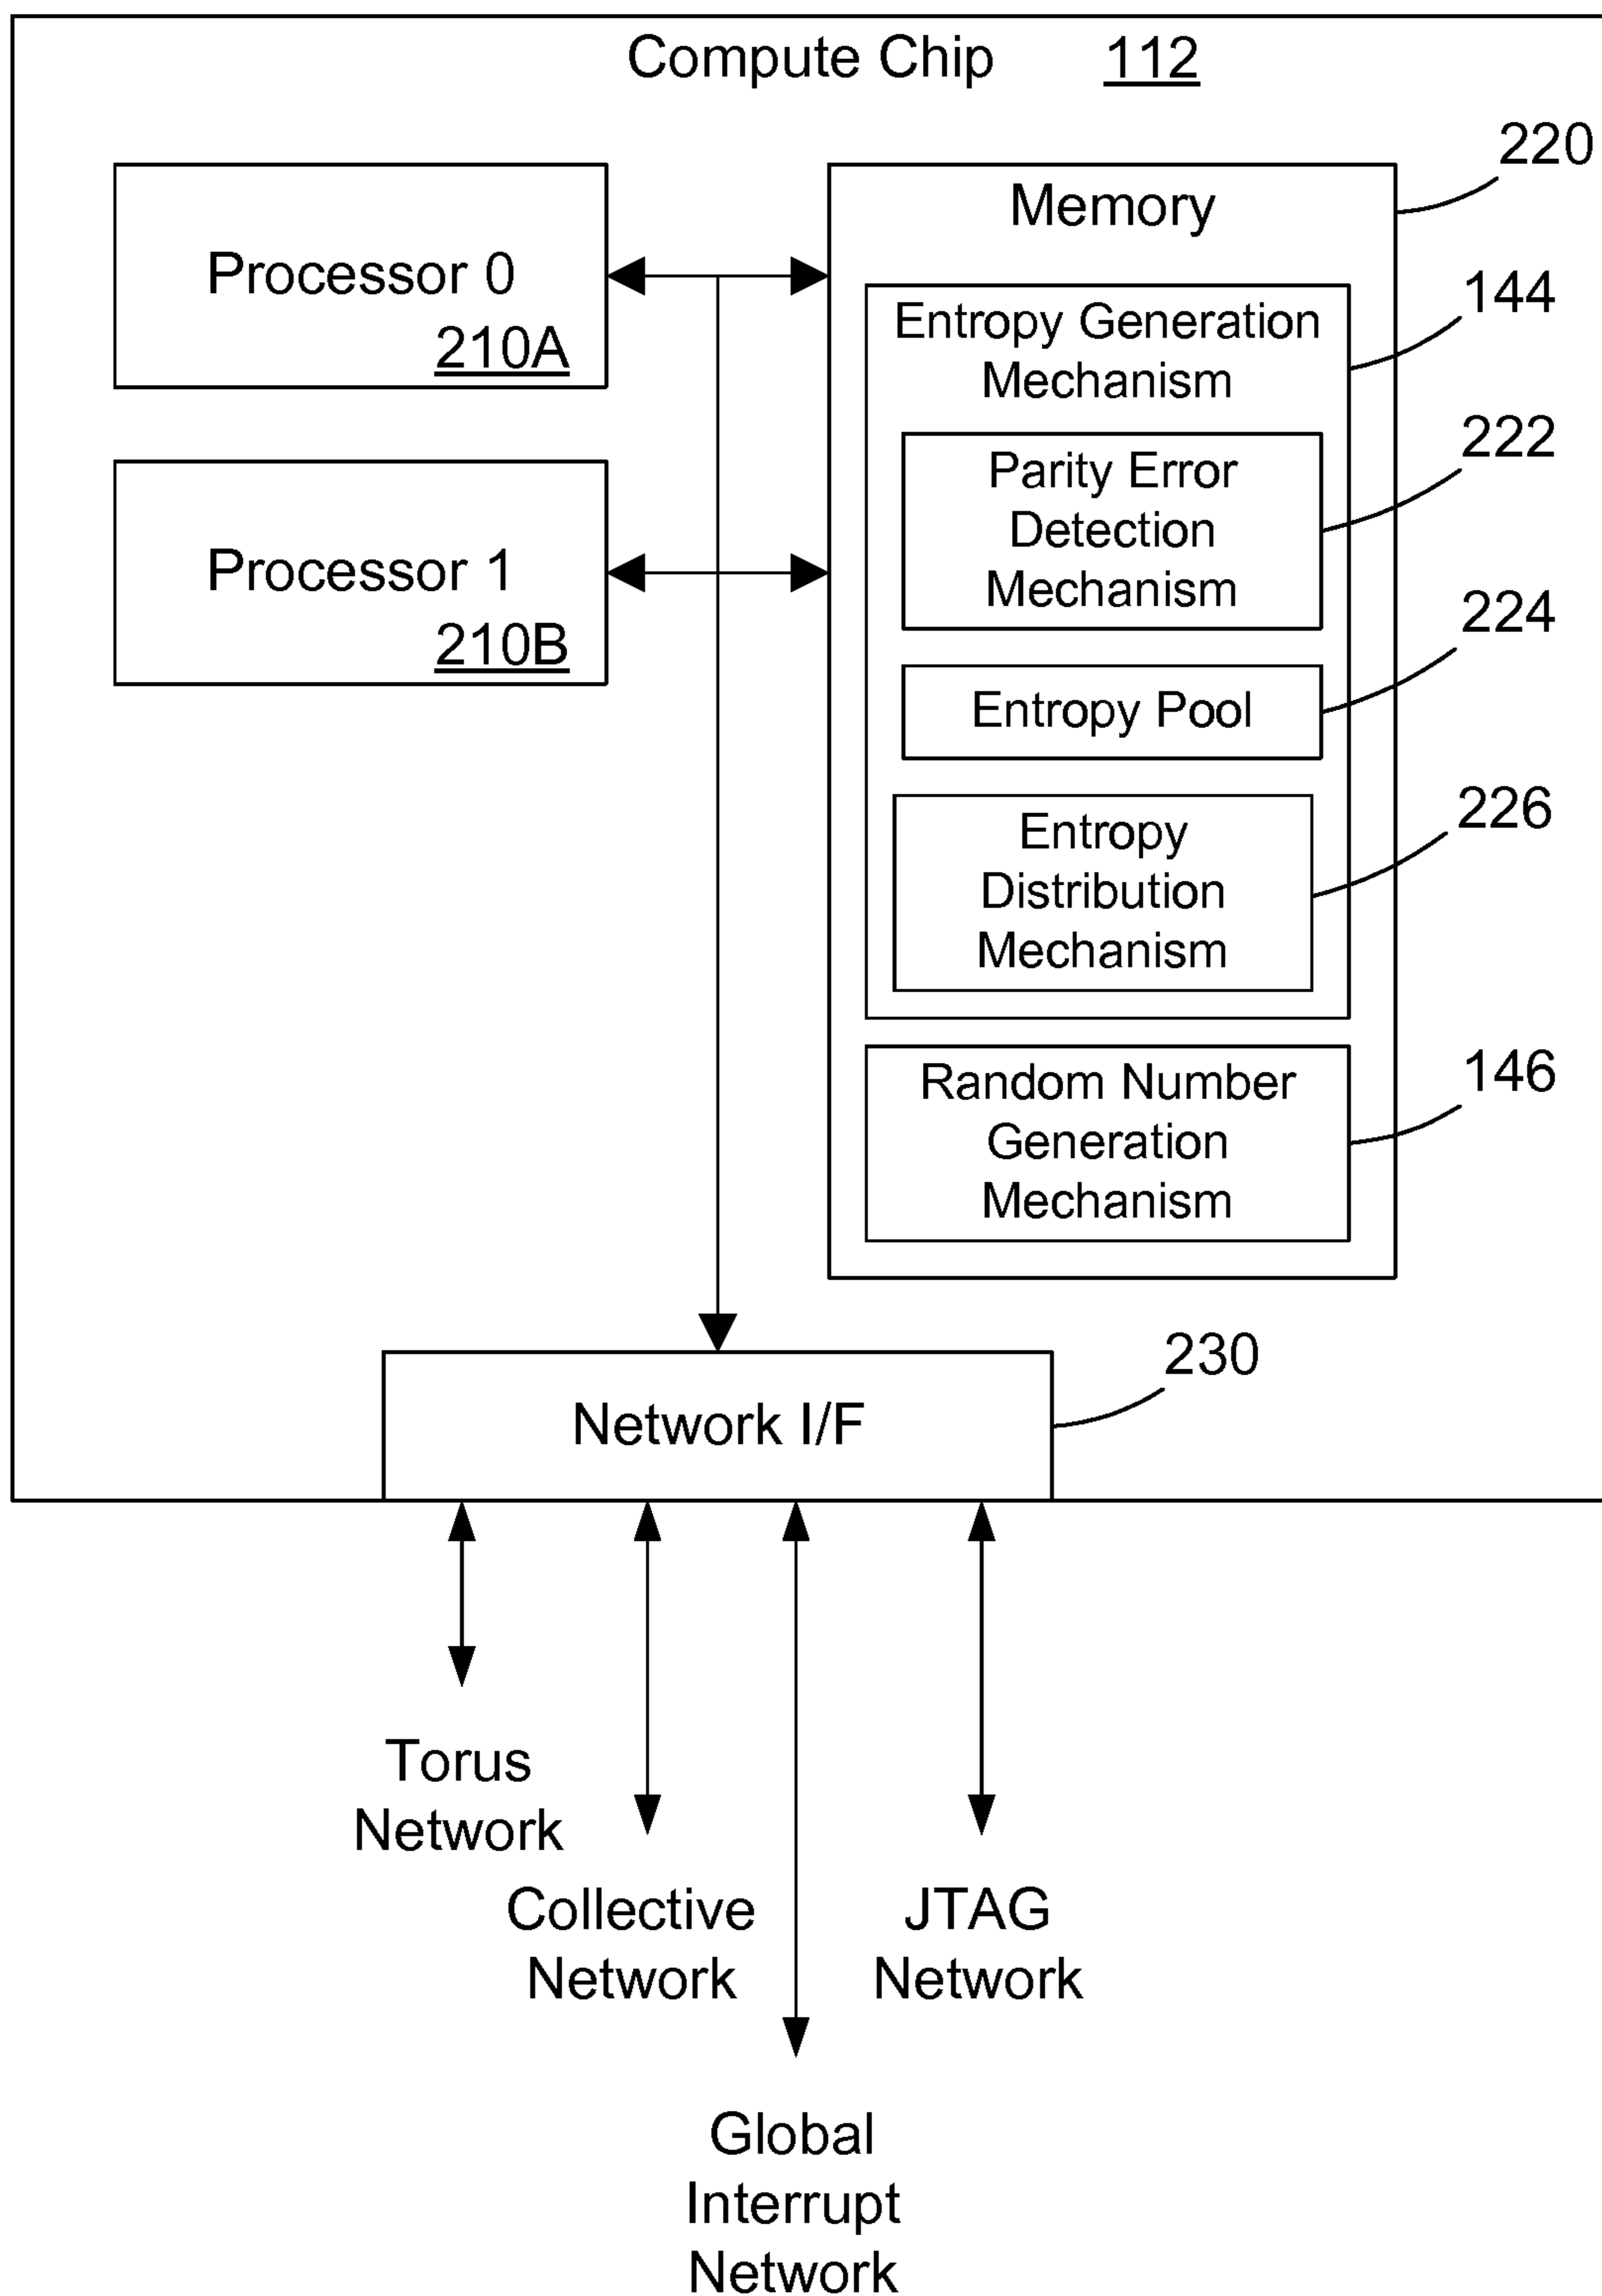 Compute Chip 112
220
Processor 0
210A
Processor 1
210B
Memory
Entropy Generation
Mechanism
144
Parity Error
Detection
Mechanism
222
Entropy Pool
224
Entropy
Distribution
Mechanism
226
Random Number
Generation
Mechanism
146
Network I/F
230
Torus
Network
Collective
Network
JTAG
Network
Global
Interrupt
Network